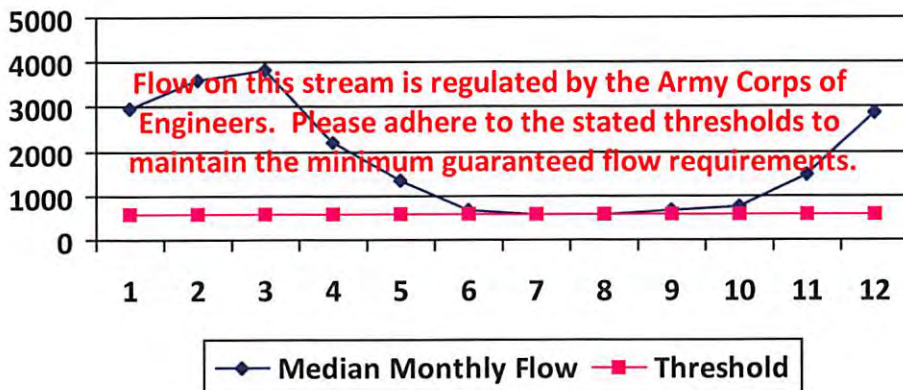 5000
4000
3000
2000
1000
0
Flow on this stream is regulated by the Army Corps of
Engineers. Please adhere to the stated thresholds to
maintain the minimum guaranteed flow requirements.
1 2 3 4 5 6 7 8 9 10 11 12
Median Monthly Flow Threshold